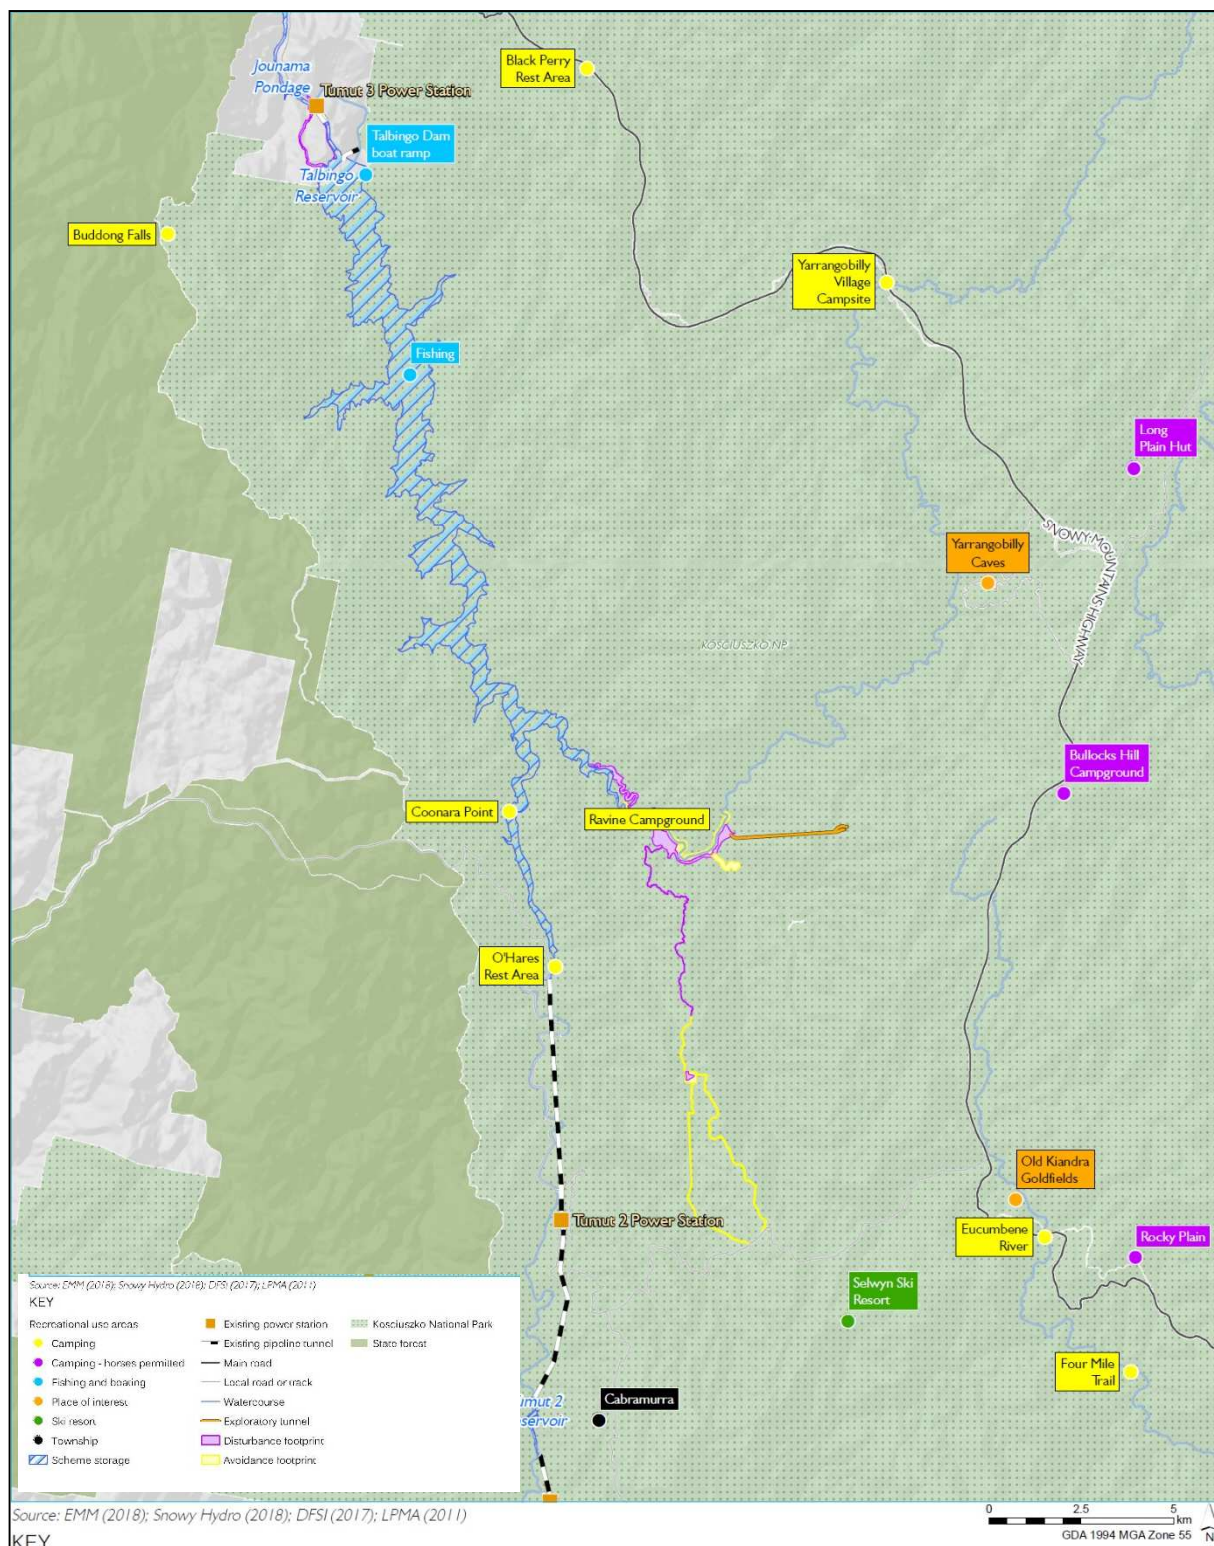 Black Perry
Rest Area
Jounama
Pondage
Tumut 3 Power Station
Talbingo Dam
boat ramp
Talbingo
Reservoir
Buddong Falls
Yarrangobilly
Village
Campsite
Fishing
Long
Plain Hut
SNOWY MOUNTAINS HIGHWAY
Yarrangobilly
Caves
KOSCIUSZKO NP
Bullocks Hill
Campground
Coonara Point
Ravine Campground
O'Hares
Rest Area
Old Kiandra
Goldfields
Tumut 2 Power Station
Eucumbene
River
Rocky Plain
Selwyn Ski
Resort
Four Mile
Trail
Cabramurra
umut 2
servoir
Source: EMM (2018); Snowy Hydro (2018); DFSI (2017); LPMA (2011)
KEY
Recreational use areas
Camping
Camping - horses permitted
Fishing and boating
Place of interest
Ski resort
Township
Scheme storage
Existing power station
Existing pipeline tunnel
Main road
Local road or track
Watercourse
Exploratory tunnel
Disturbance footprint
Avoidance footprint
Kosciuszko National Park
State forest
Source: EMM (2018); Snowy Hydro (2018); DFSI (2017); LPMA (2011)
KEY
0 2.5 5
km
GDA 1994 MGA Zone 55
N